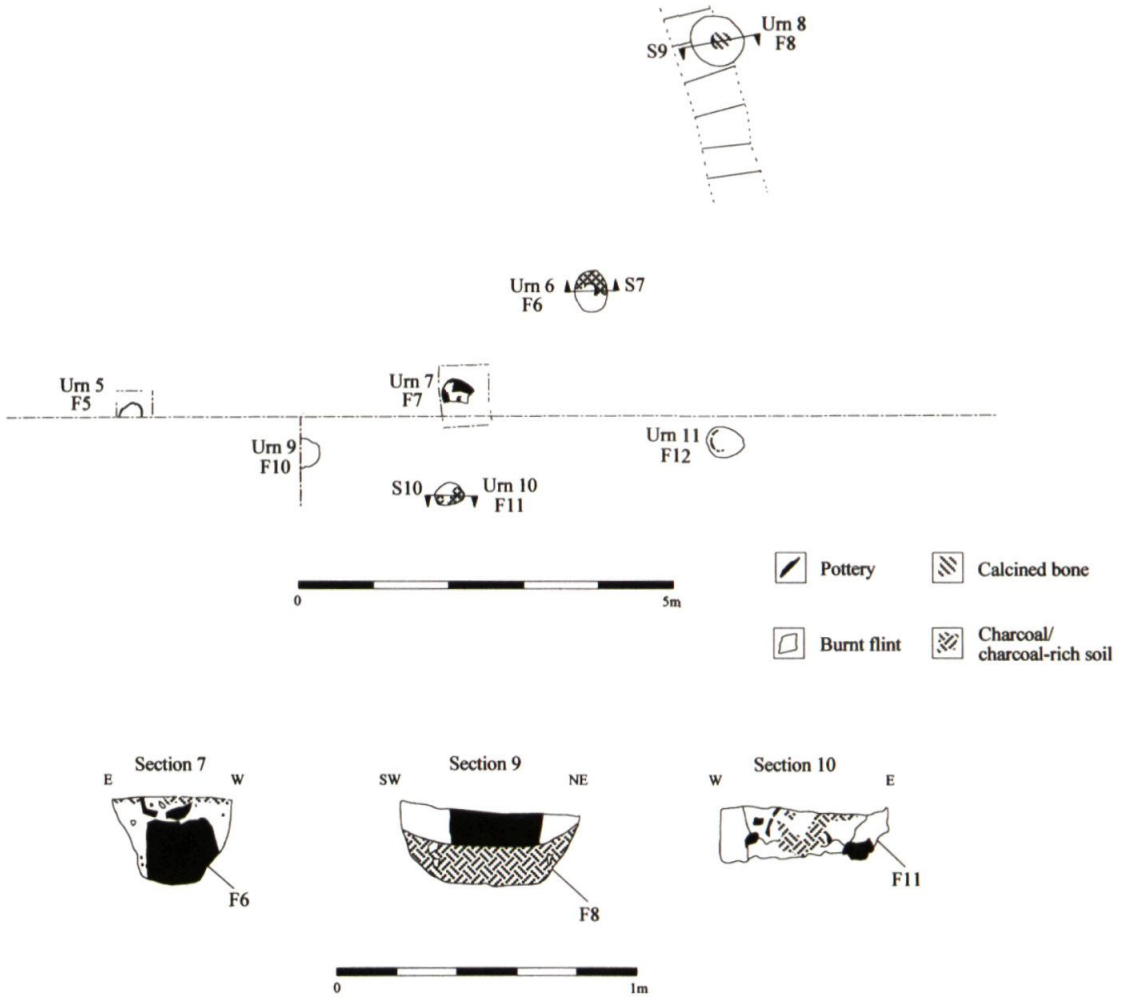 Urn 8
S9
F8
Urn 6
S7
F6
Urn 5
F5
Urn 7
F7
Urn 9
F10
Urn 11
F12
S10
Urn 10
F11
0
5m
Pottery
Calcined bone
Burnt flint
Charcoal/
charcoal-rich soil
Section 7
E
W
F6
Section 9
SW
NE
F8
Section 10
W
E
F11
0
1m